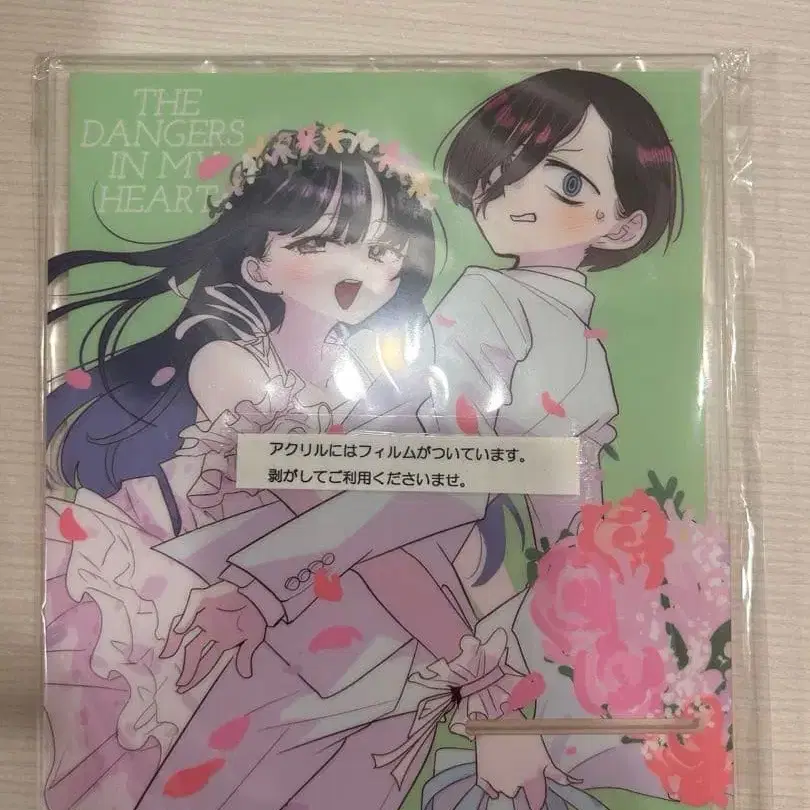 THE
DANGERS
IN MY
HEART.
アクリルにはフィルムがついています。
剥がしてご利用くださいませ。